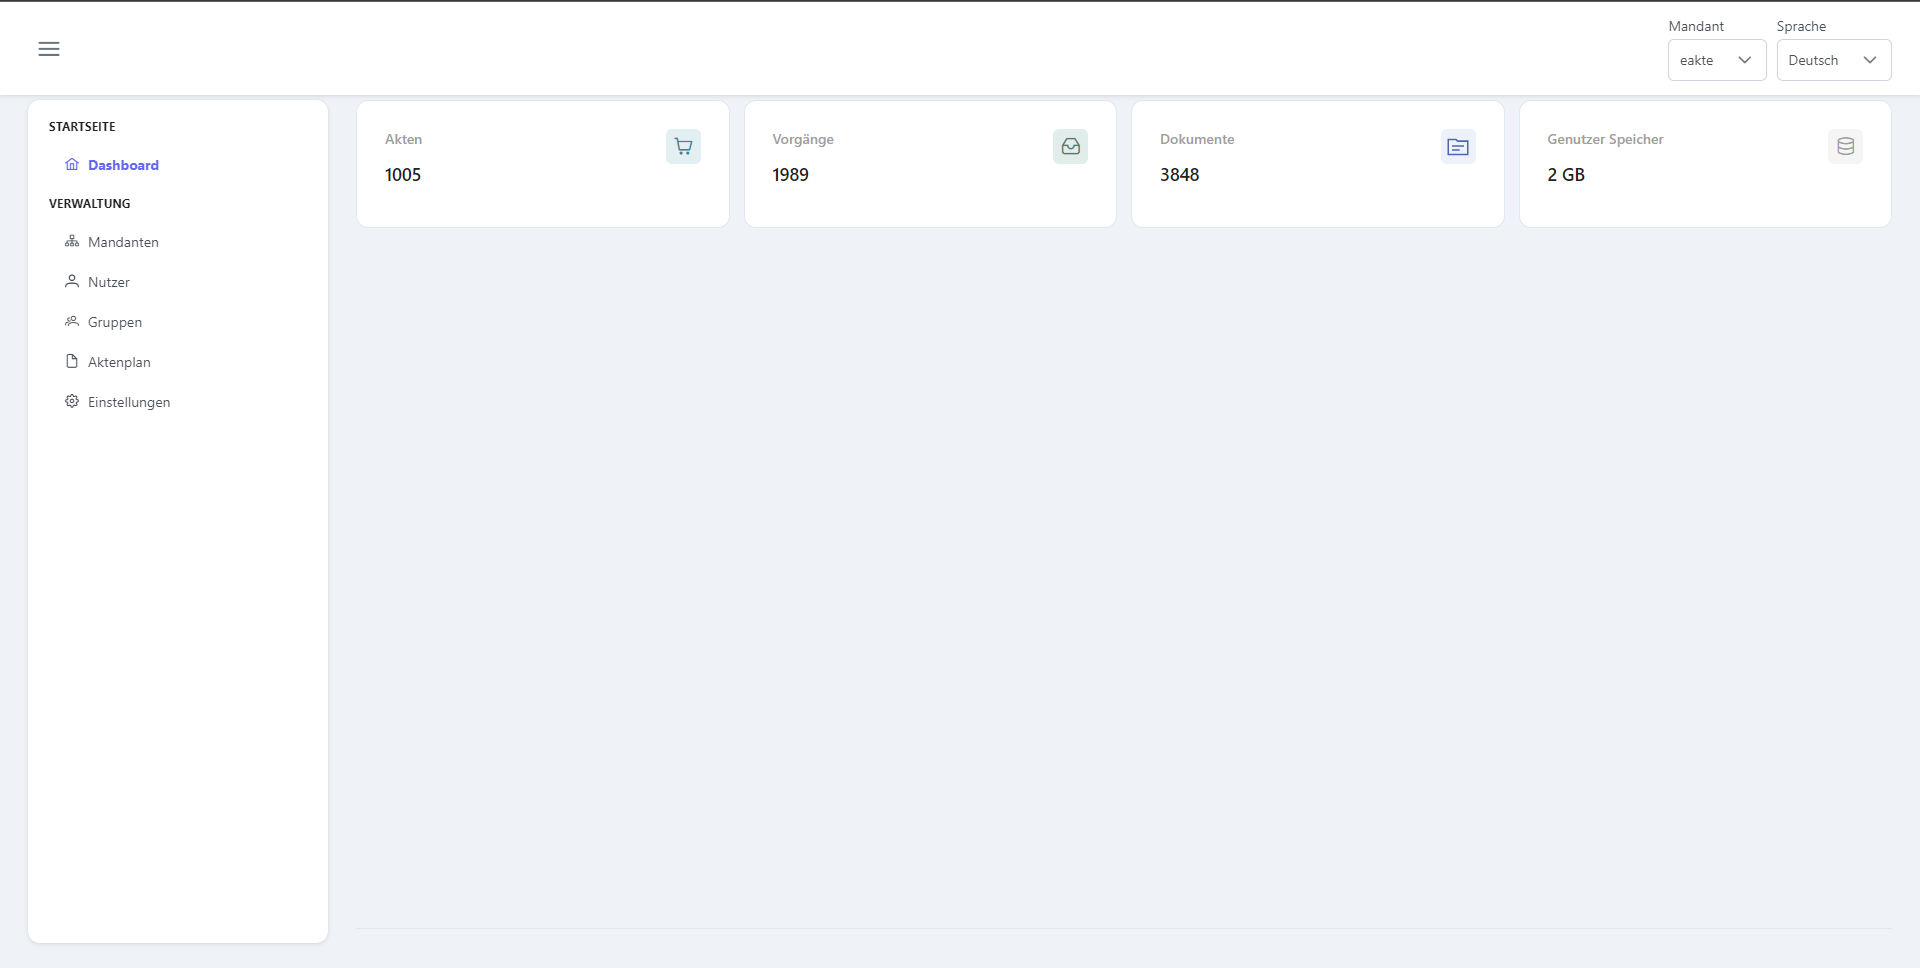 Mandant
Sprache
eakte
Deutsch
STARTSEITE
Dashboard
VERWALTUNG
Mandanten
Nutzer
Gruppen
Aktenplan
Einstellungen
Akten
1005
Vorgänge
1989
Dokumente
3848
Genutzer Speicher
2 GB